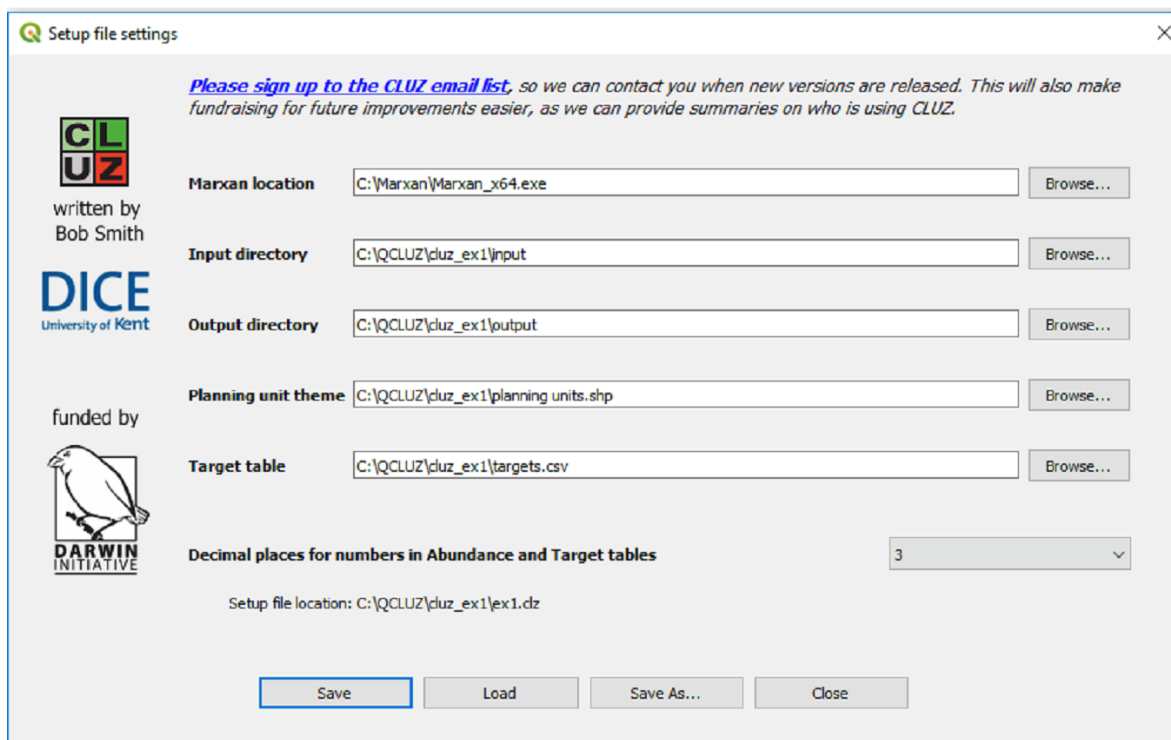 Setup file settings
Please sign up to the CLUZ email list, so we can contact you when new versions are released. This will also make
fundraising for future improvements easier, as we can provide summaries on who is using CLUZ.
CL
UZ
written by
Bob Smith
DICE
University of Kent
funded by
DARWIN
INITIATIVE
Marxan location C:\Marxan\Marxan_x64.exe Browse...
Input directory C:\QCLUZ\cluz_ex1\input Browse...
Output directory C:\QCLUZ\cluz_ex1\output Browse...
Planning unit theme C:\QCLUZ\cluz_ex1\planning units.shp Browse...
Target table C:\QCLUZ\cluz_ex1\targets.csv Browse...
Decimal places for numbers in Abundance and Target tables 3
Setup file location: C:\QCLUZ\cluz_ex1\ex1.clz
Save Load Save As... Close